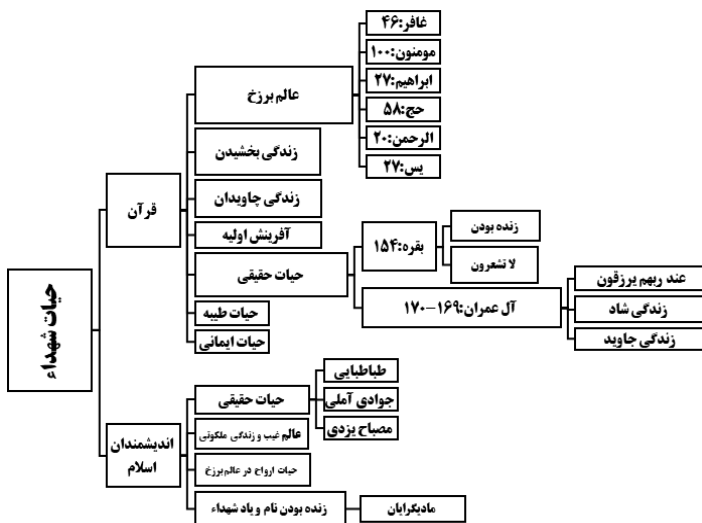 حیات شهداء
قرآن
عالم برزخ
غافر:۴۶
مومنون:۱۰۰
ابراهیم:۲۷
حج:۵۸
الرحمن:۲۰
یس:۲۷
زندگی بخشیدن
زندگی چاویدان
آفرینش اولیه
حیات حقیقی
بقره:۱۵۴
زنده بودن
لا تشعرون
آل عمران:۱۶۹-۱۷۰
عند ربهم یرزقون
زندگی شاد
زندگی جاوید
حیات طیبه
حیات ایمانی
اندیشمندان
اسلام
حیات حقیقی
طباطبایی
جوادی آملی
مصباح یزدی
عالم غیب و زندگی ملکوتی
حیات ارواح در عالم برزخ
زنده بودن نام و یاد شهداء
مادیگرایان